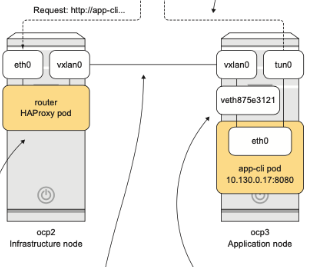 Request: http://app-cli...
eth0
vxlan0
vxlan0
tun0
router
HAProxy pod
veth875e3121
eth0
app-cli pod
10.130.0.17:8080
ocp2
Infrastructure node
ocp3
Application node